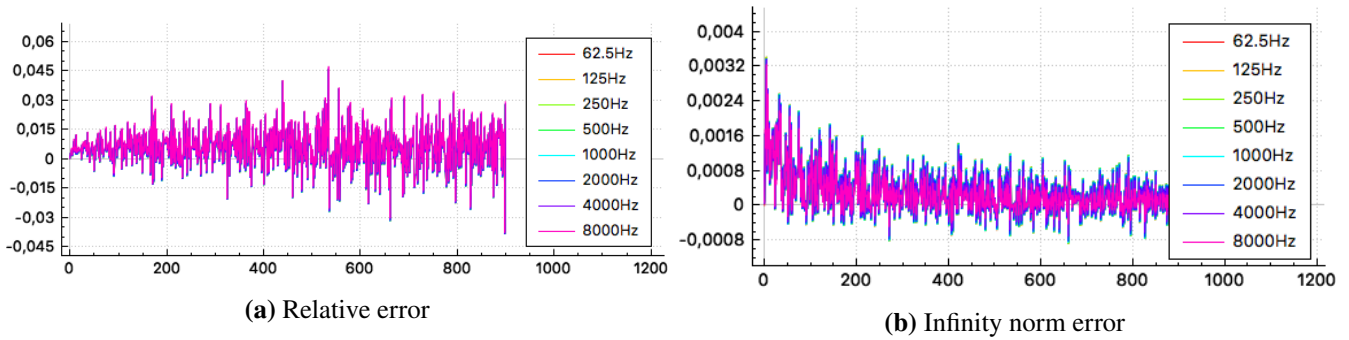 0,06
0,045
0,03
0,015
0
-0,015
-0,03
-0,045
0
200
400
600
800
1000
1200
62.5Hz
125Hz
250Hz
500Hz
1000Hz
2000Hz
4000Hz
8000Hz
(a) Relative error
0,004
0,0032
0,0024
0,0016
0,0008
0
-0,0008
0
200
400
600
800
1000
1200
62.5Hz
125Hz
250Hz
500Hz
1000Hz
2000Hz
4000Hz
8000Hz
(b) Infinity norm error